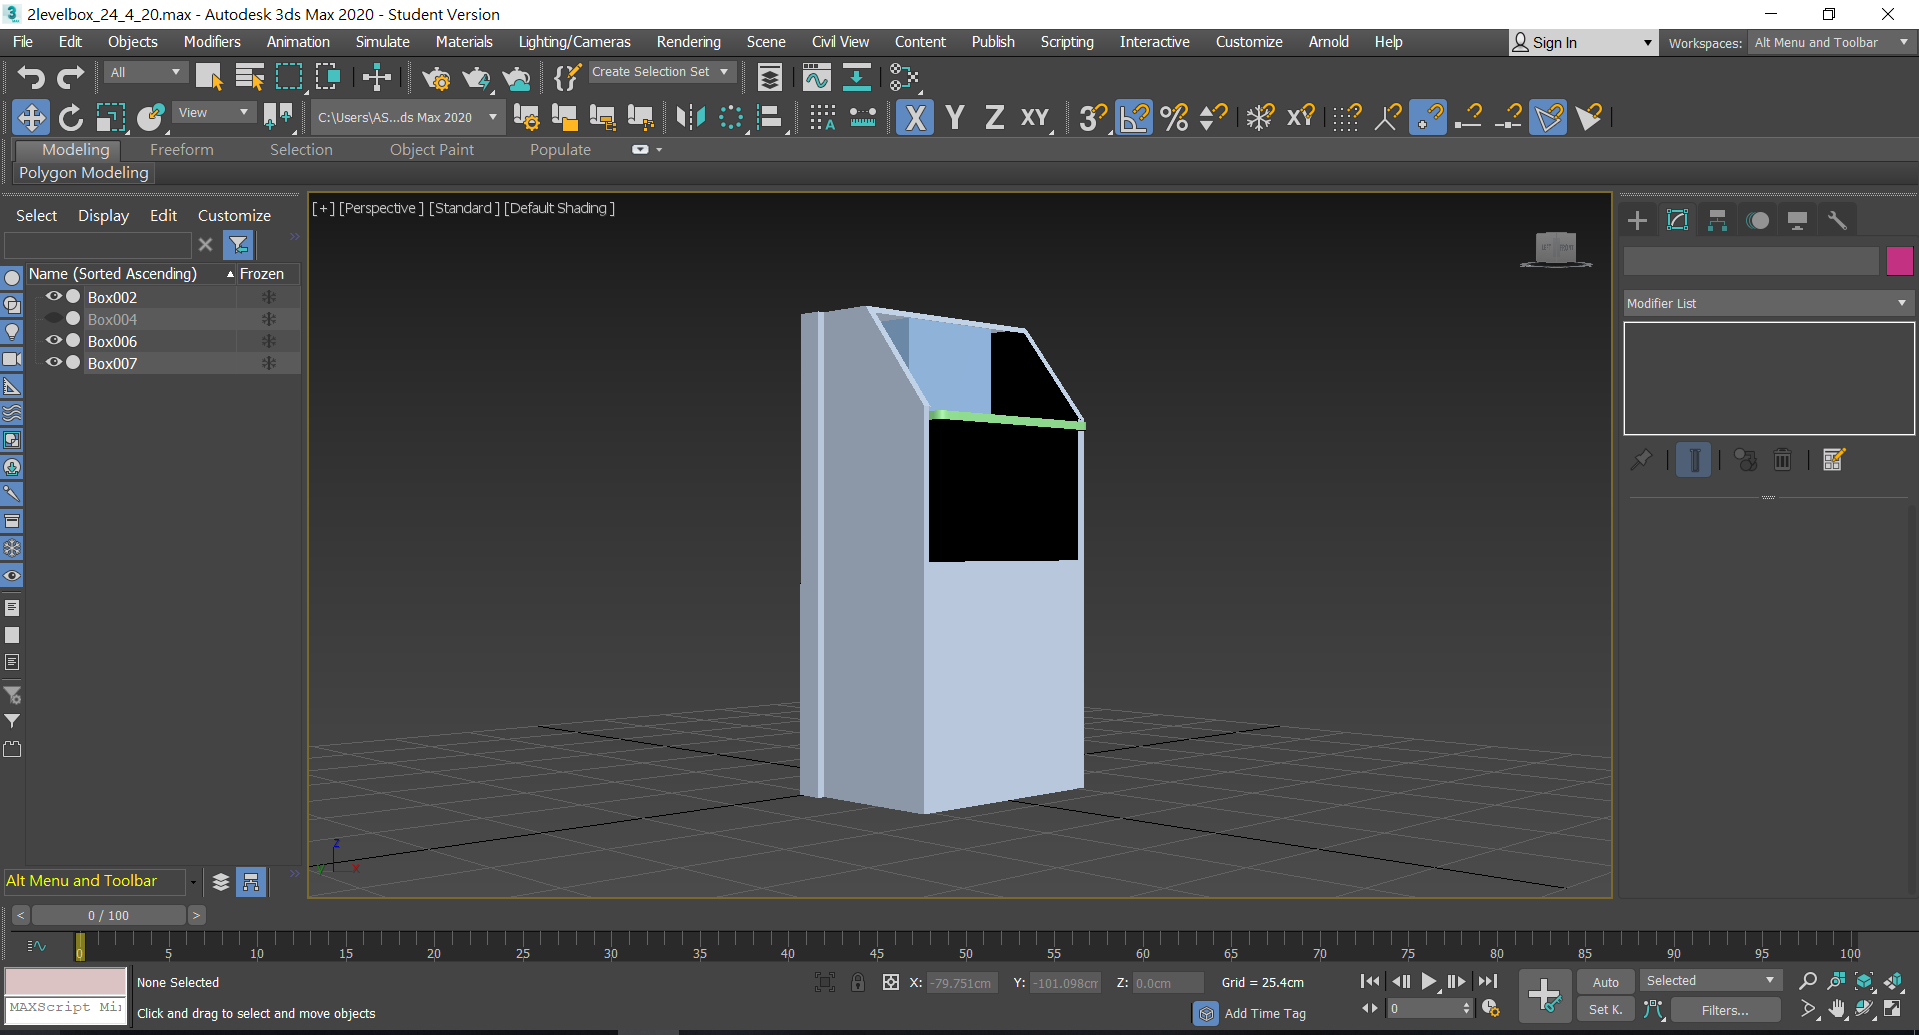 2levelbox_24_4_20.max - Autodesk 3ds Max 2020 - Student Version
File Edit Objects Modifiers Animation Simulate Materials Lighting/Cameras Rendering Scene Civil View Content Publish Scripting Interactive Customize Arnold Help
Sign In
Workspaces: Alt Menu and Toolbar
All
Create Selection Set
View
C:\Users\AS...ds Max 2020
X Y Z XY
3 % XY
Modeling Freeform Selection Object Paint Populate
Polygon Modeling
Select Display Edit Customize
Name (Sorted Ascending) Frozen
Box002
Box004
Box006
Box007
[+] [Perspective ] [Standard ] [Default Shading ]
Modifier List
z
x
Alt Menu and Toolbar
< 0 / 100 >
0 5 10 15 20 25 30 35 40 45 50 55 60 65 70 75 80 85 90 95 100
None Selected
X: -79.751cm Y: -101.098cm Z: 0.0cm Grid = 25.4cm
Auto Selected
MAXScript Mi
Click and drag to select and move objects
Add Time Tag
0
Set K. Filters...